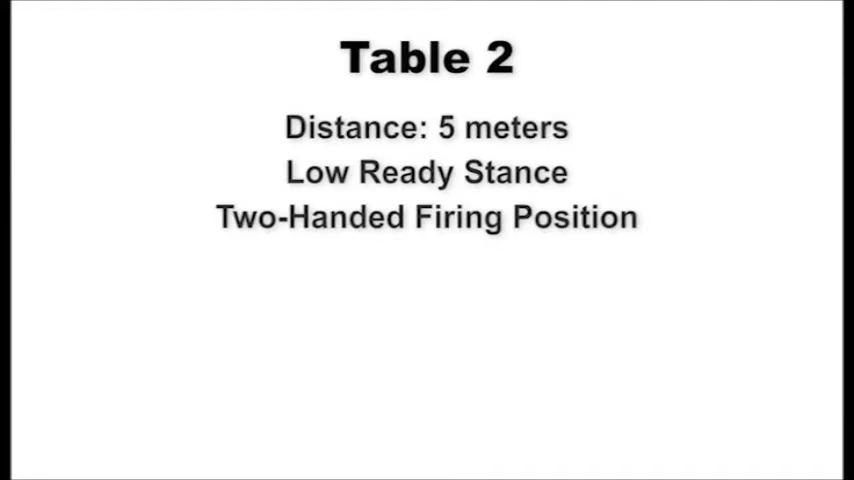 Table 2
Distance: 5 meters
Low Ready Stance
Two-Handed Firing Position